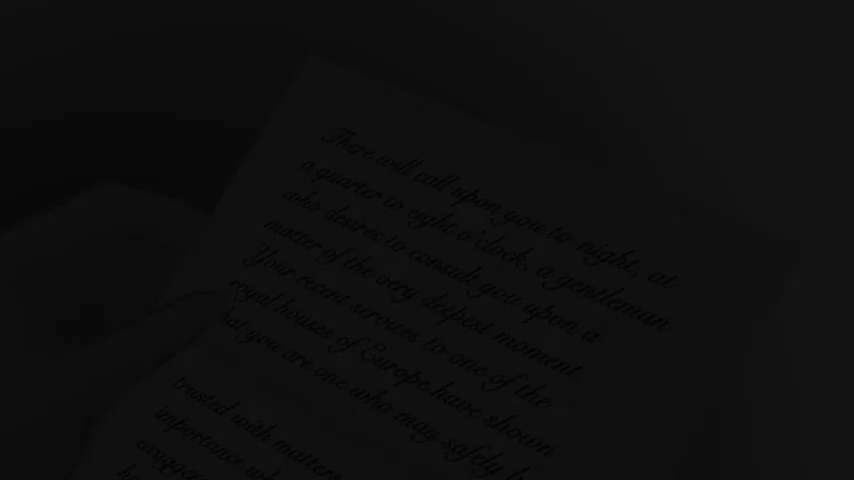 There will call upon you to-night, at
a quarter to eight o'clock, a gentleman
who desires to consult you upon a
matter of the very deepest moment.
Your recent services to one of the
royal houses of Europe have shown
that you are one who may safely b
trusted with matters
importance wh
exagger